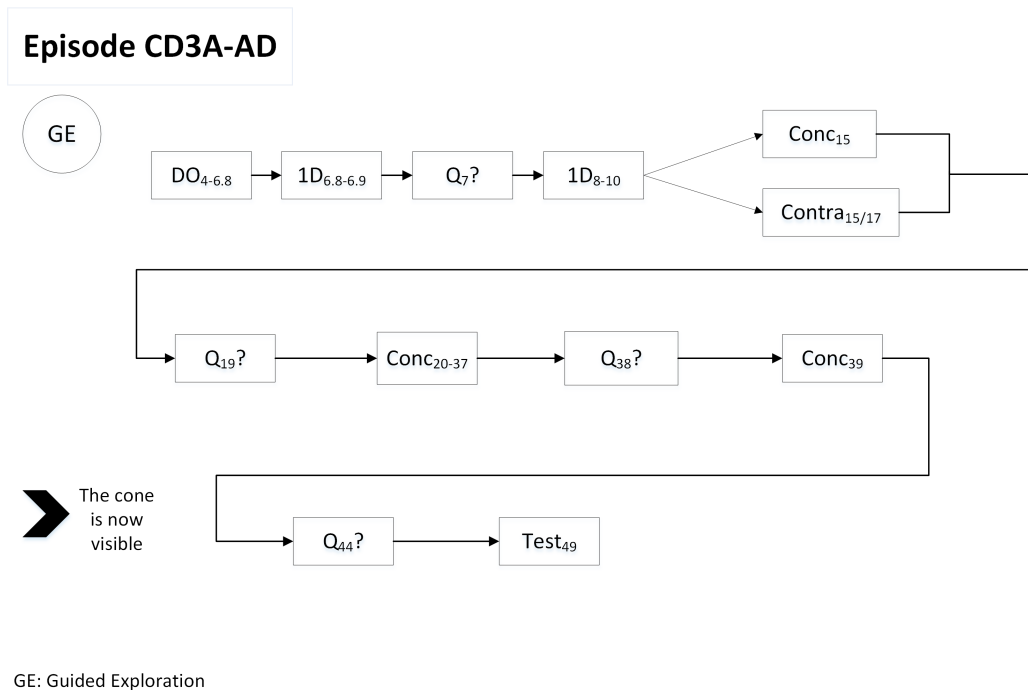 Episode CD3A-AD
GE
DO4-6.8
1D6.8-6.9
Q7?
1D8-10
Conc15
Contra15/17
Q19?
Conc20-37
Q38?
Conc39
The cone
is now
visible
Q44?
Test49
GE: Guided Exploration